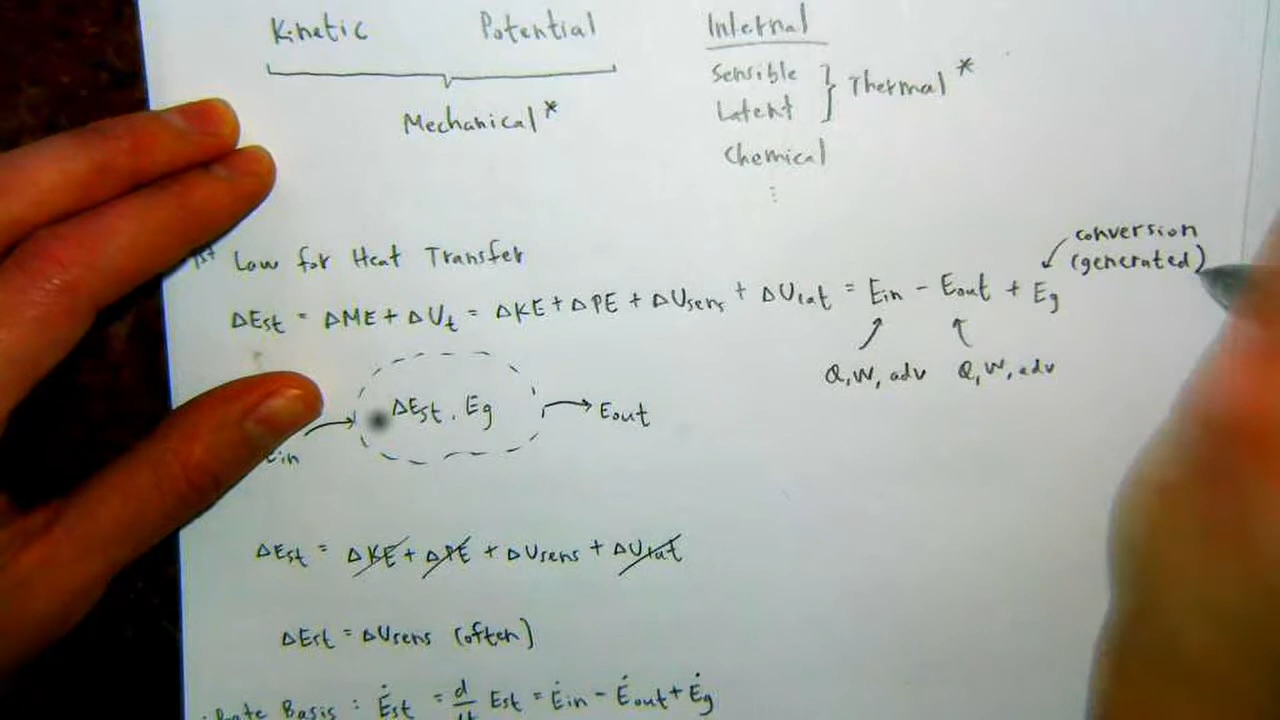 Kinetic Potential Internal
Sensible } Thermal*
Mechanical* Latent
Chemical
⋮
1st Law for Heat Transfer
conversion
(generated)
ΔEst = ΔME + ΔUt = ΔKE + ΔPE + ΔUsens + ΔUlat = Ein - Eout + Eg
Q, W, adv Q, W, adv
ΔEst, Eg → Eout
Ein
ΔEst = ΔKE + ΔPE + ΔUsens + ΔUlat
ΔEst = ΔUsens (often)
Rate Basis : Ėst = d/dt Est = Ėin - Ėout + Ėg